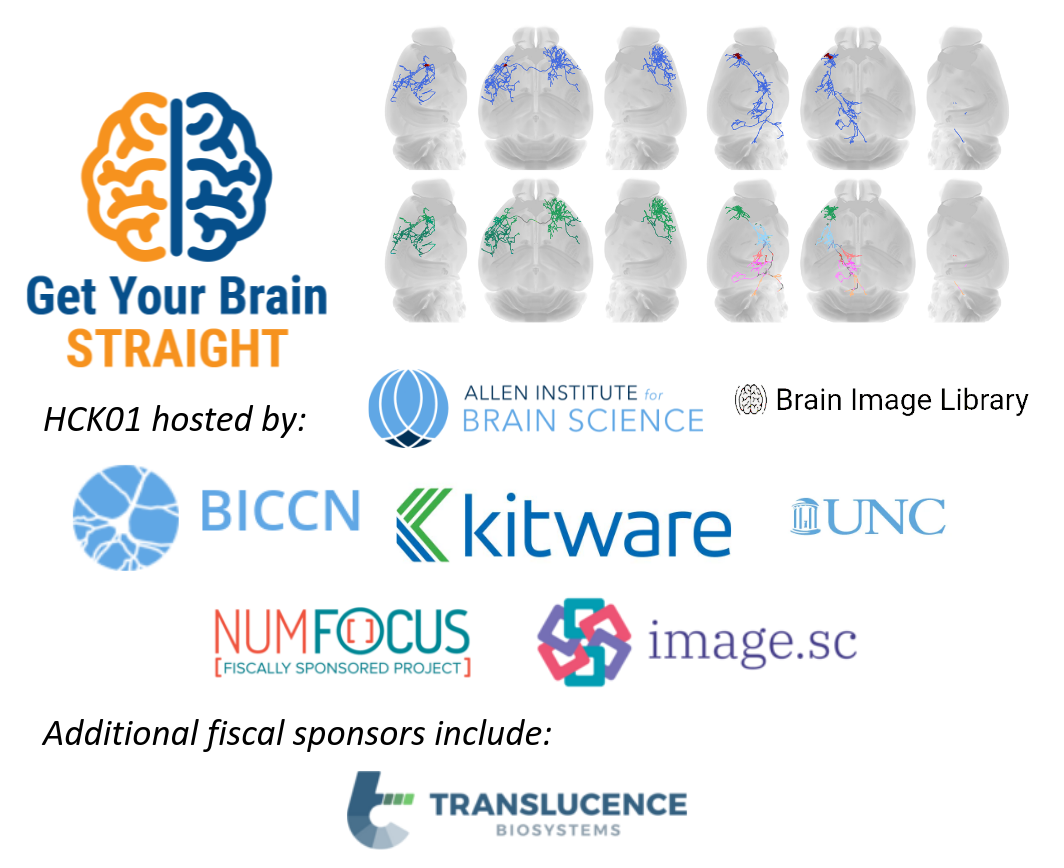 Get Your Brain
STRAIGHT
HCK01 hosted by:
ALLEN INSTITUTE for
BRAIN SCIENCE
Brain Image Library
BICCN
kitware
UNC
NUMFOCUS
[FISCALLY SPONSORED PROJECT]
image.sc
Additional fiscal sponsors include:
TRANSLUCENCE
BIOSYSTEMS